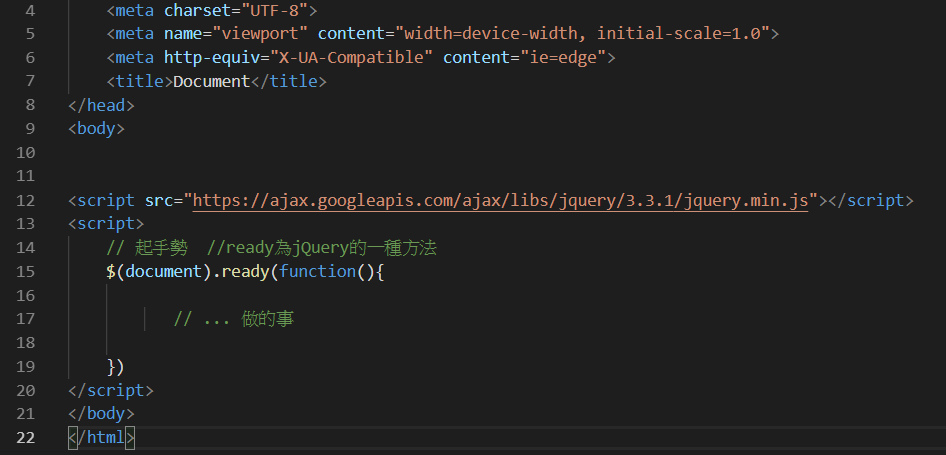 4 <meta charset="UTF-8">
5 <meta name="viewport" content="width=device-width, initial-scale=1.0">
6 <meta http-equiv="X-UA-Compatible" content="ie=edge">
7 <title>Document</title>
8 </head>
9 <body>
10
11
12 <script src="https://ajax.googleapis.com/ajax/libs/jquery/3.3.1/jquery.min.js"></script>
13 <script>
14 // 起手勢  //ready為jQuery的一種方法
15 $(document).ready(function(){
16
17 // ... 做的事
18
19 })
20 </script>
21 </body>
22 </html>